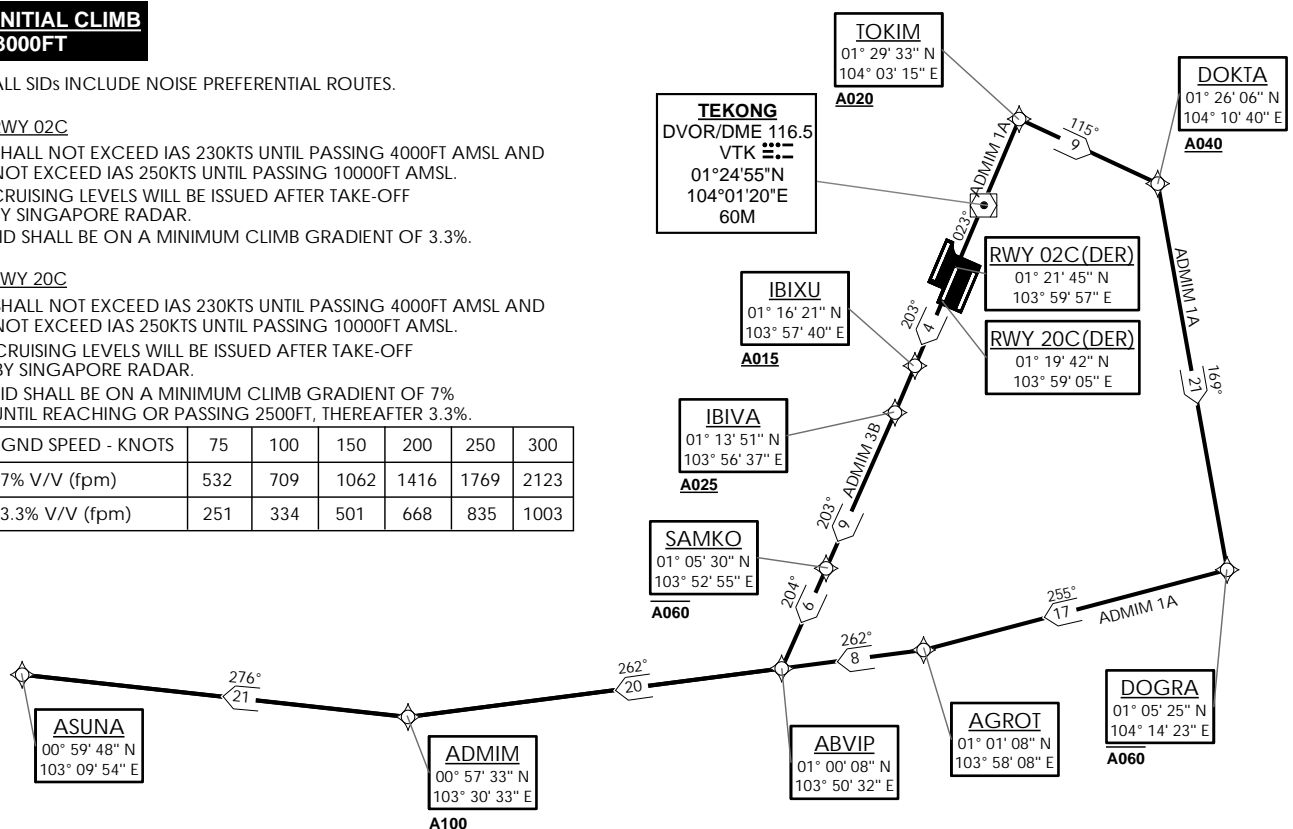 NITIAL CLIMB
3000FT
ALL SIDs INCLUDE NOISE PREFERENTIAL ROUTES.
RWY 02C
SHALL NOT EXCEED IAS 230KTS UNTIL PASSING 4000FT AMSL AND
NOT EXCEED IAS 250KTS UNTIL PASSING 10000FT AMSL.
CRUISING LEVELS WILL BE ISSUED AFTER TAKE-OFF
BY SINGAPORE RADAR.
ID SHALL BE ON A MINIMUM CLIMB GRADIENT OF 3.3%.
WY 20C
SHALL NOT EXCEED IAS 230KTS UNTIL PASSING 4000FT AMSL AND
NOT EXCEED IAS 250KTS UNTIL PASSING 10000FT AMSL.
CRUISING LEVELS WILL BE ISSUED AFTER TAKE-OFF
BY SINGAPORE RADAR.
ID SHALL BE ON A MINIMUM CLIMB GRADIENT OF 7%
UNTIL REACHING OR PASSING 2500FT, THEREAFTER 3.3%.
GND SPEED - KNOTS 75 100 150 200 250 300
7% V/V (fpm) 532 709 1062 1416 1769 2123
3.3% V/V (fpm) 251 334 501 668 835 1003
TOKIM
01° 29' 33" N
104° 03' 15" E
A020
DOKTA
01° 26' 06" N
104° 10' 40" E
A040
TEKONG
DVOR/DME 116.5
VTK
01°24'55"N
104°01'20"E
60M
115°
9
ADMIM 1A
023°
RWY 02C(DER)
01° 21' 45" N
103° 59' 57" E
RWY 20C(DER)
01° 19' 42" N
103° 59' 05" E
IBIXU
01° 16' 21" N
103° 57' 40" E
A015
203°
4
ADMIM 1A
169°
21
IBIVA
01° 13' 51" N
103° 56' 37" E
A025
ADMIM 3B
203°
9
SAMKO
01° 05' 30" N
103° 52' 55" E
A060
204°
6
255°
17
ADMIM 1A
262°
8
262°
20
276°
21
DOGRA
01° 05' 25" N
104° 14' 23" E
A060
AGROT
01° 01' 08" N
103° 58' 08" E
ABVIP
01° 00' 08" N
103° 50' 32" E
ADMIM
00° 57' 33" N
103° 30' 33" E
A100
ASUNA
00° 59' 48" N
103° 09' 54" E